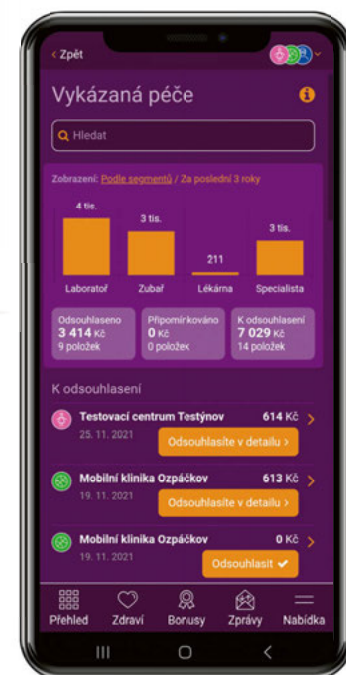 Zpět
Vykázaná péče
Hledat
Zobrazení: Podle segmentů / Za poslední 3 roky
4 tis.
3 tis.
211
3 tis.
Laboratoř Zubař Lékárna Specialista
Odsouhlaseno Připomínkováno K odsouhlasení
3 414 Kč 0 Kč 7 029 Kč
9 položek 0 položek 14 položek
K odsouhlasení
Testovací centrum Testýnov 614 Kč
25. 11. 2021
Odsouhlasíte v detailu
Mobilní klinika Ozpáčkov 613 Kč
19. 11. 2021
Odsouhlasíte v detailu
Mobilní klinika Ozpáčkov 0 Kč
19. 11. 2021
Odsouhlasit
Přehled Zdraví Bonusy Zprávy Nabídka